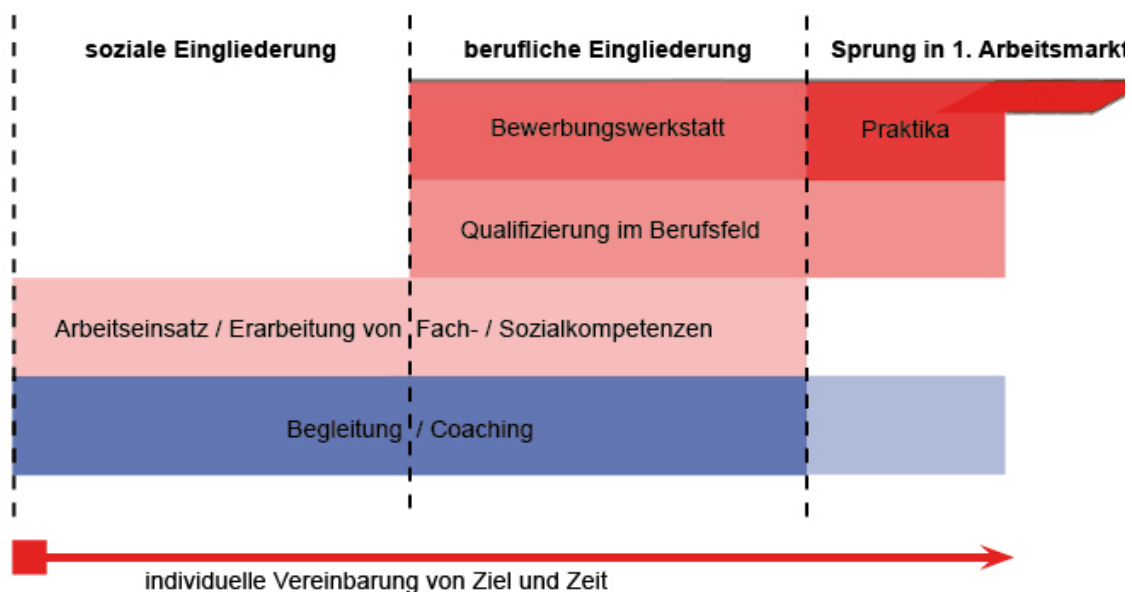 soziale Eingliederung
berufliche Eingliederung
Sprung in 1. Arbeitsmarkt
Bewerbungswerkstatt
Praktika
Qualifizierung im Berufsfeld
Arbeitseinsatz / Erarbeitung von Fach- / Sozialkompetenzen
Begleitung / Coaching
individuelle Vereinbarung von Ziel und Zeit